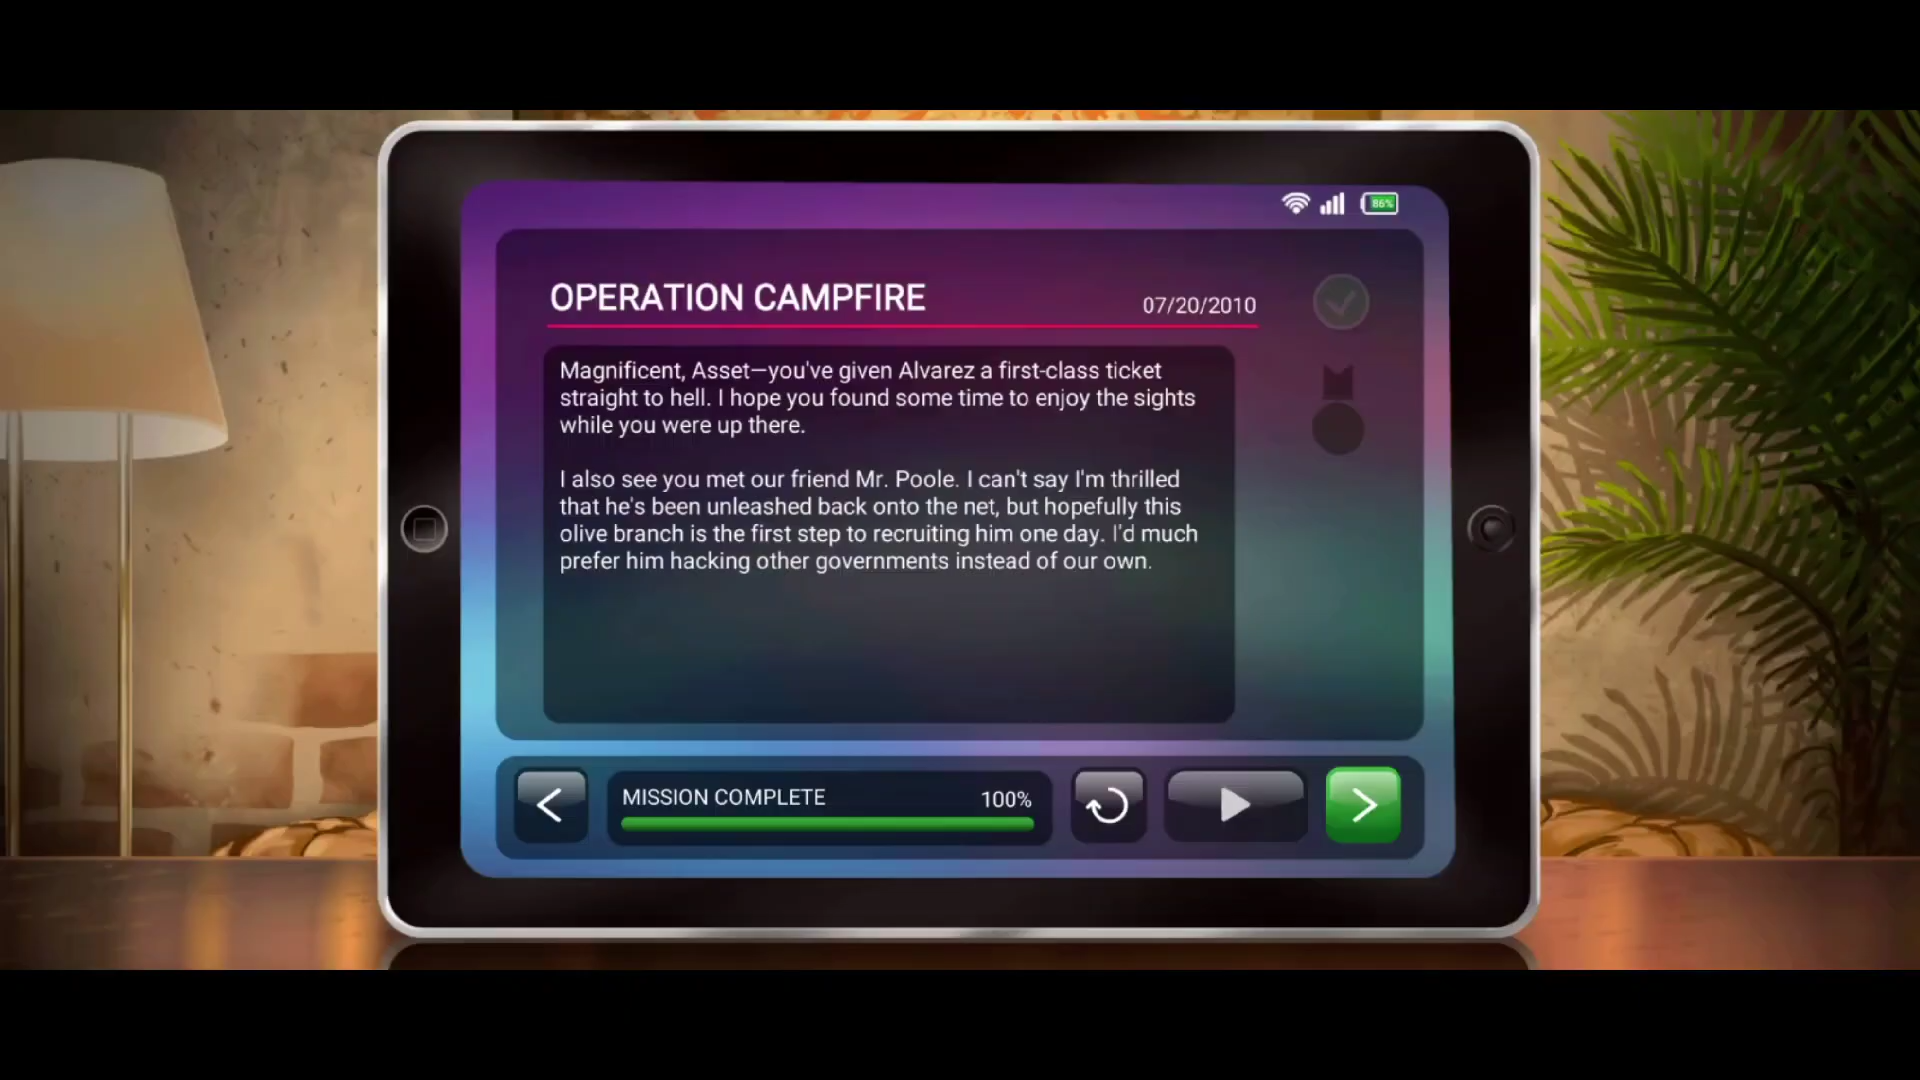 86%
OPERATION CAMPFIRE
07/20/2010
Magnificent, Asset—you've given Alvarez a first-class ticket
straight to hell. I hope you found some time to enjoy the sights
while you were up there.
I also see you met our friend Mr. Poole. I can't say I'm thrilled
that he's been unleashed back onto the net, but hopefully this
olive branch is the first step to recruiting him one day. I'd much
prefer him hacking other governments instead of our own.
MISSION COMPLETE 100%